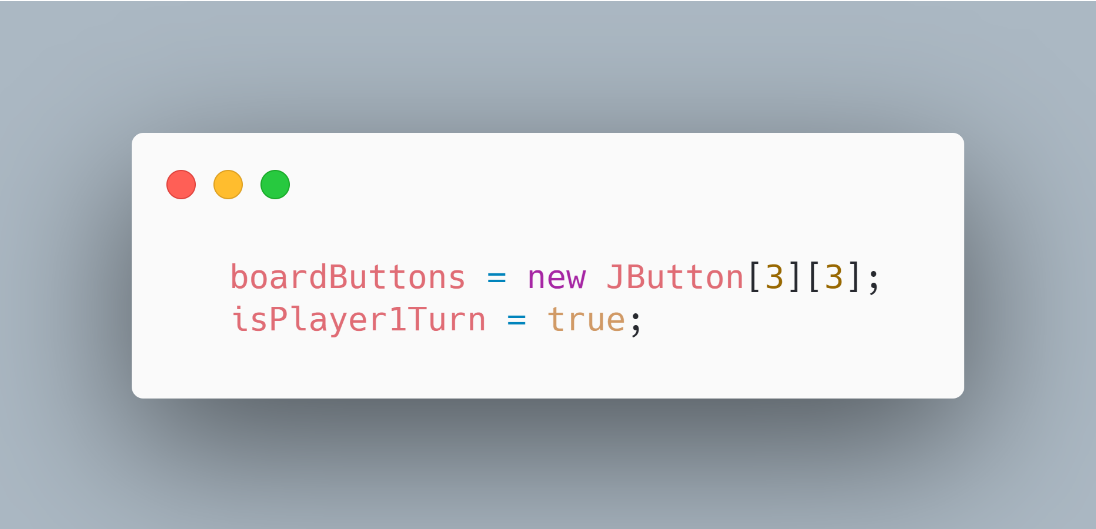 boardButtons = new JButton[3][3];
isPlayer1Turn = true;